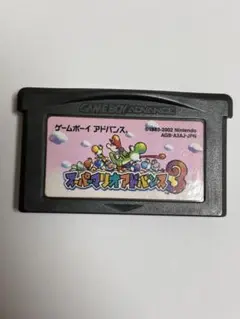 GAME BOY ADVANCE
ゲームボーイ アドバンス
©1983-2002 Nintendo
AGB-A3AJ-JPN
スーパーマリオアドバンス3